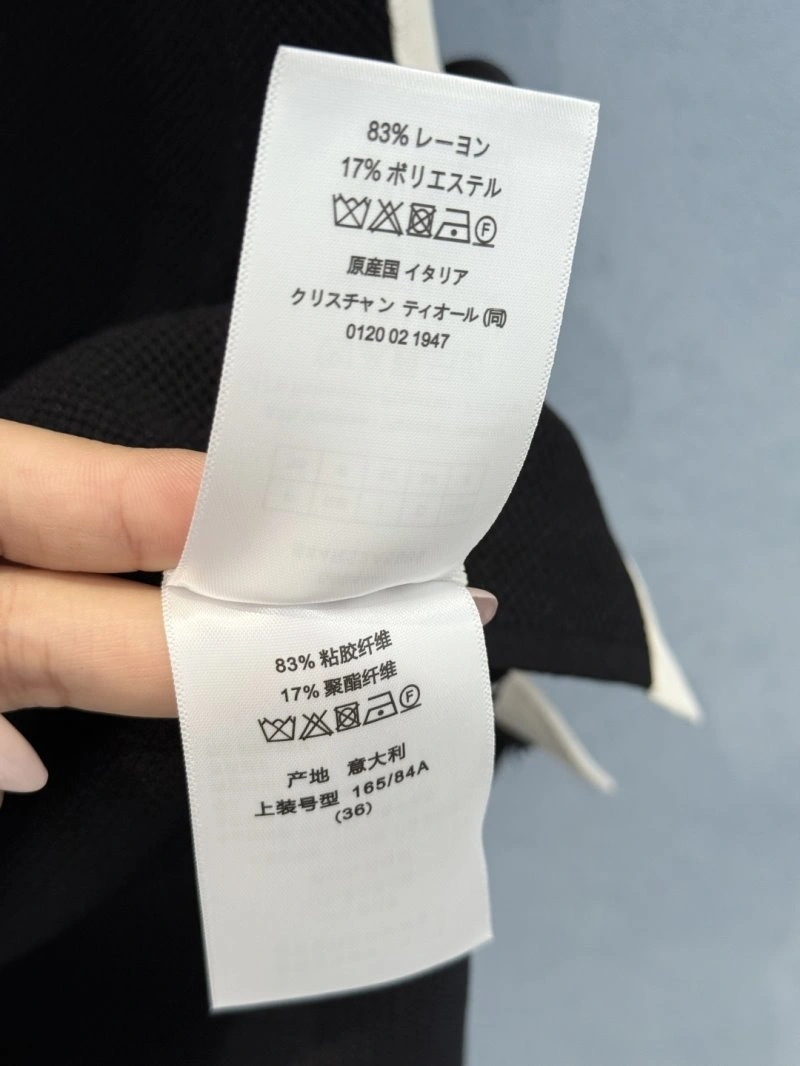 83% レーヨン
17% ポリエステル
F
原産国 イタリア
クリスチャン ディオール (同)
0120 02 1947
83% 粘胶纤维
17% 聚酯纤维
F
产地 意大利
上装号型 165/84A
(36)